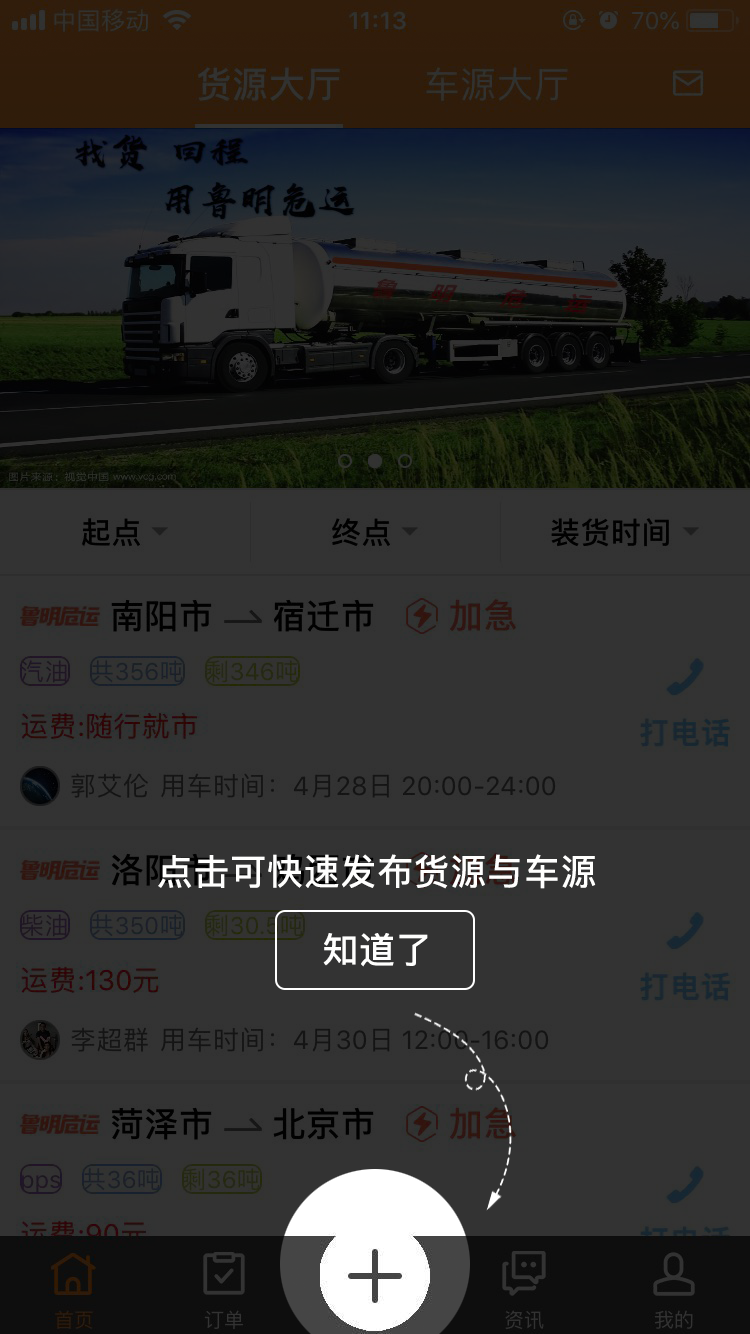 中国移动 11:13 70%
货源大厅 车源大厅
找货 回程
用鲁明危运
鲁明危运
图片来源：视觉中国 www.vcg.com
起点 终点 装货时间
鲁明危运 南阳市 宿迁市 加急
汽油 共356吨 剩346吨
运费:随行就市
打电话
郭艾伦 用车时间：4月28日 20:00-24:00
鲁明危运 洛阳
点击可快速发布货源与车源
柴油 共350吨 剩30.5吨
知道了
运费:130元
打电话
李超群 用车时间：4月30日 12:00-16:00
鲁明危运 菏泽市 北京市 加急
pps 共36吨 剩36吨
运费:90元
打电话
首页 订单 资讯 我的